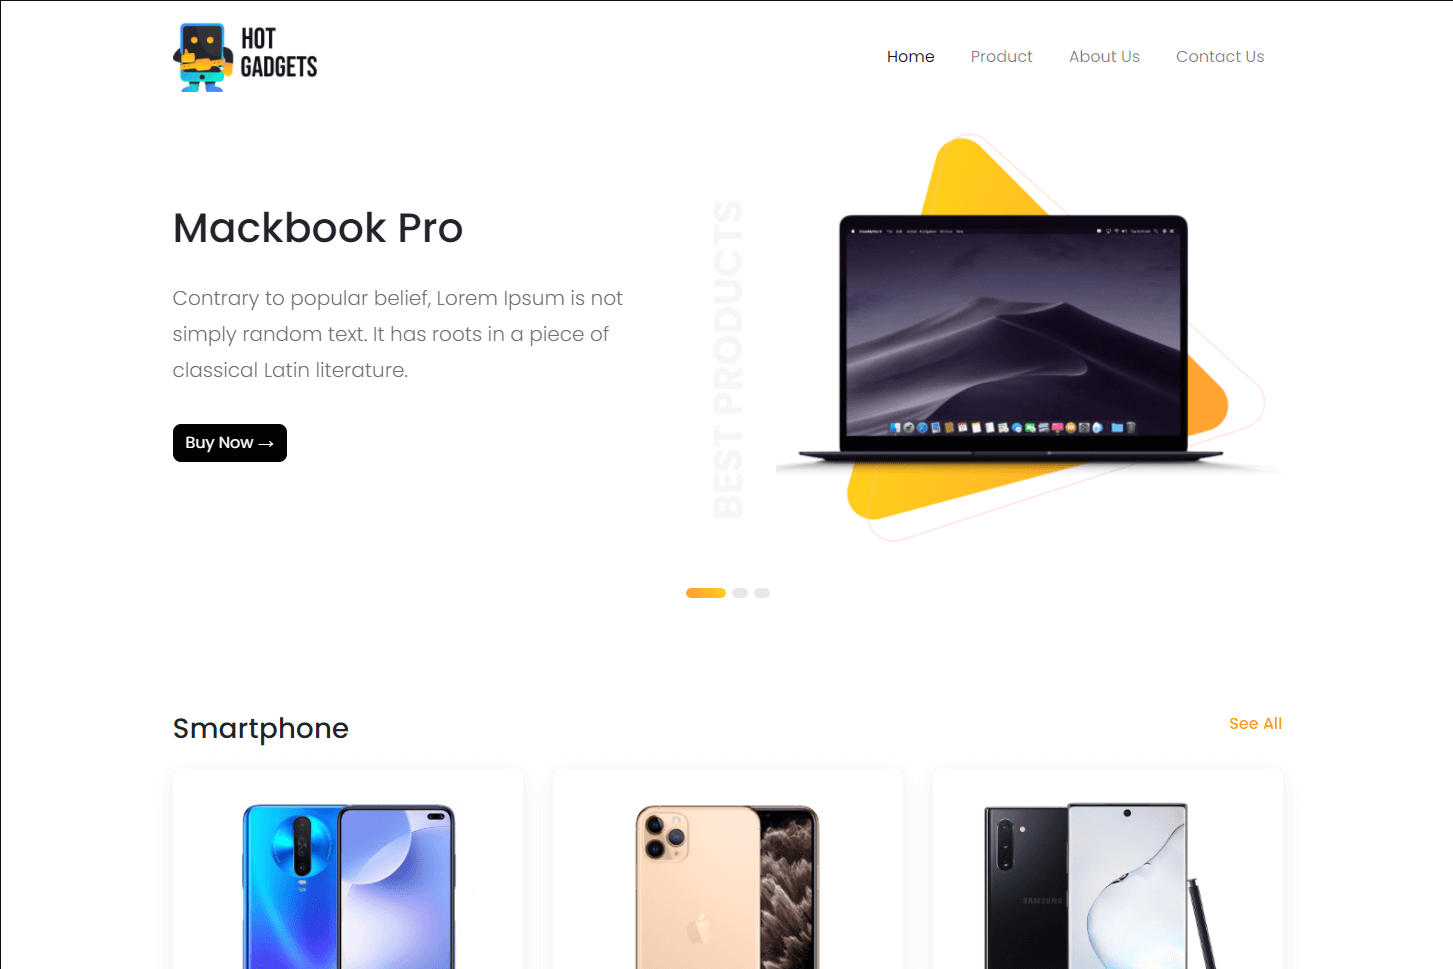 HOT
GADGETS
Home
Product
About Us
Contact Us
Mackbook Pro
Contrary to popular belief, Lorem Ipsum is not
simply random text. It has roots in a piece of
classical Latin literature.
Buy Now →
BEST PRODUCTS
Smartphone
See All
SAMSUNG